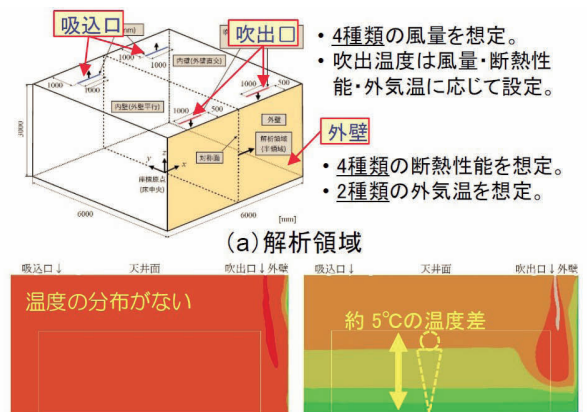 吸込口
吹出口
1000
1000
1000
1000
内壁(外壁直交)
内壁(外壁平行)
1000
500
1000
500
外壁
解析領域
(半領域)
対称面
座標原点
(床中央)
x
y
z
3000
6000
6000
[mm]
・4種類の風量を想定。
・吹出温度は風量・断熱性
能・外気温に応じて設定。
外壁
・4種類の断熱性能を想定。
・2種類の外気温を想定。
(a)解析領域
吸込口↓ 天井面 吹出口↓外壁
温度の分布がない
吸込口↓ 天井面 吹出口↓外壁
約 5℃の温度差